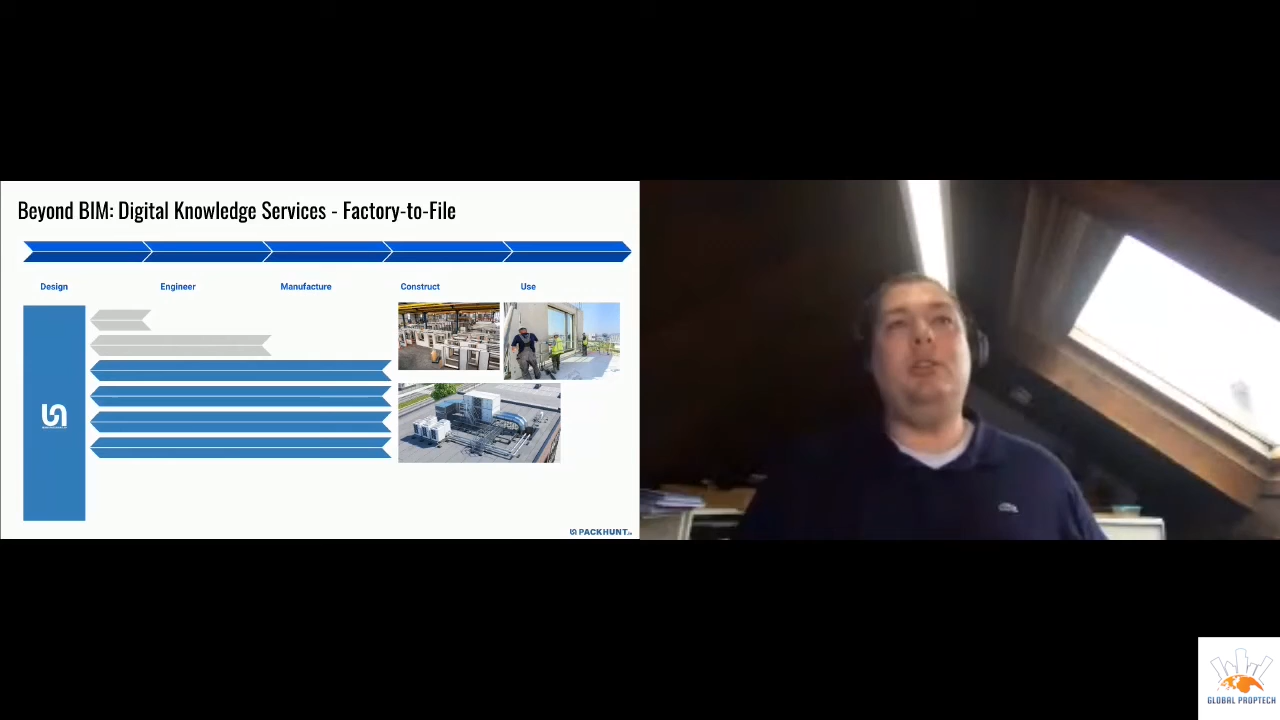 Beyond BIM: Digital Knowledge Services - Factory-to-File
Design
Engineer
Manufacture
Construct
Use
PACKHUNT
GLOBAL PROPTECH